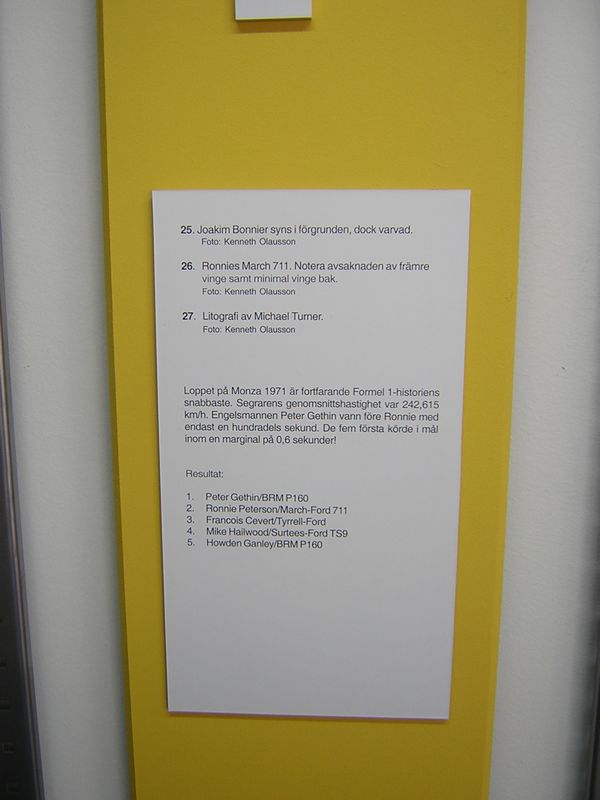 25. Joakim Bonnier syns i förgrunden, dock varvad.
Foto: Kenneth Olausson
26. Ronnies March 711. Notera avsaknaden av främre
vinge samt minimal vinge bak.
Foto: Kenneth Olausson
27. Litografi av Michael Turner.
Foto: Kenneth Olausson
Loppet på Monza 1971 är fortfarande Formel 1-historiens
snabbaste. Segrarens genomsnittshastighet var 242,615
km/h. Engelsmannen Peter Gethin vann före Ronnie med
endast en hundradels sekund. De fem första körde i mål
inom en marginal på 0,6 sekunder!
Resultat:
1. Peter Gethin/BRM P160
2. Ronnie Peterson/March-Ford 711
3. Francois Cevert/Tyrrell-Ford
4. Mike Hailwood/Surtees-Ford TS9
5. Howden Ganley/BRM P160